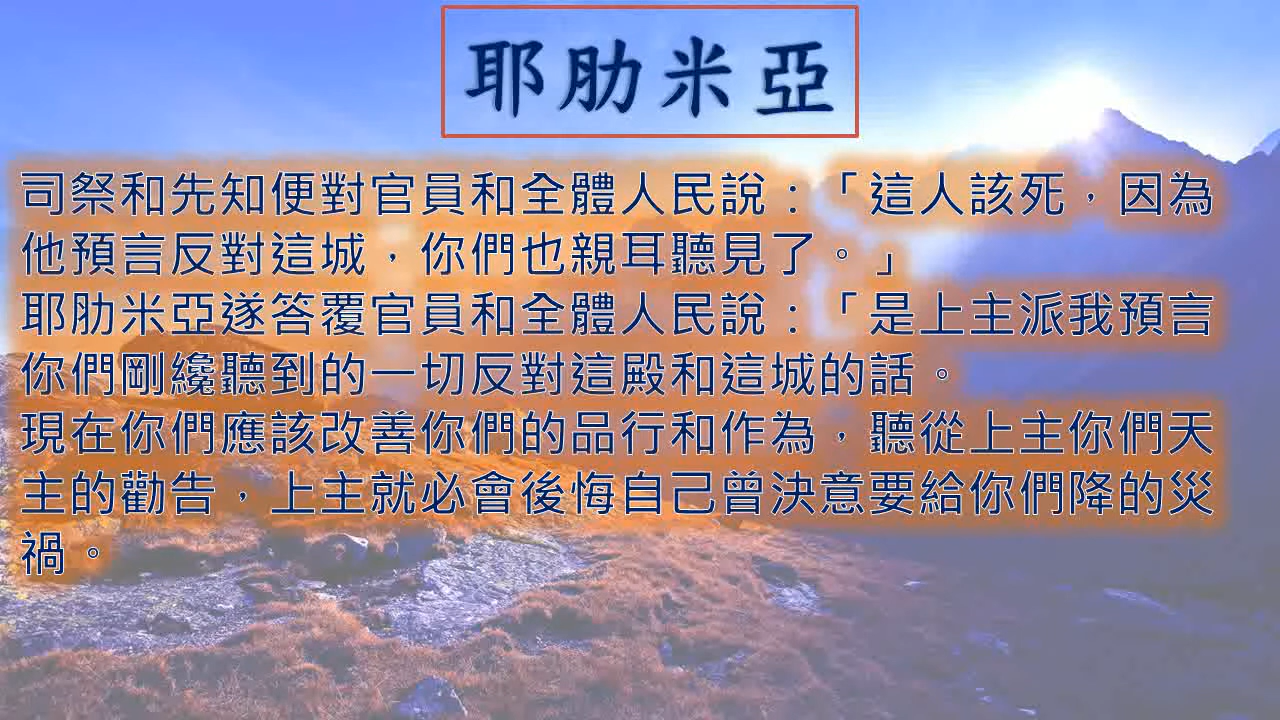 耶肋米亞
司祭和先知便對官員和全體人民說：「這人該死，因為
他預言反對這城，你們也親耳聽見了。」
耶肋米亞遂答覆官員和全體人民說：「是上主派我預言
你們剛纔聽到的一切反對這殿和這城的話。
現在你們應該改善你們的品行和作為，聽從上主你們天
主的勸告，上主就必會後悔自己曾決意要給你們降的災
禍。